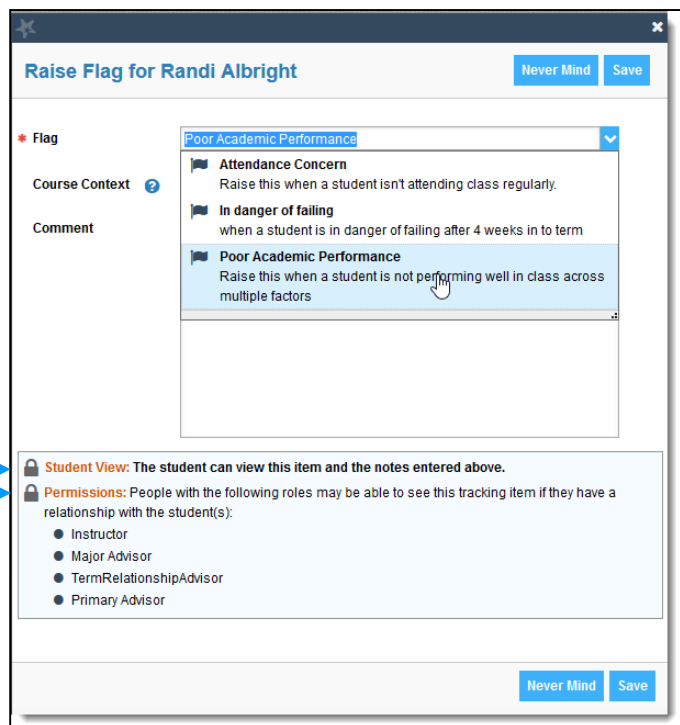 Raise Flag for Randi Albright
Never Mind
Save
* Flag
Poor Academic Performance
Attendance Concern
Raise this when a student isn't attending class regularly.
Course Context ?
In danger of failing
when a student is in danger of failing after 4 weeks in to term
Comment
Poor Academic Performance
Raise this when a student is not performing well in class across
multiple factors
Student View: The student can view this item and the notes entered above.
Permissions: People with the following roles may be able to see this tracking item if they have a
relationship with the student(s):
Instructor
Major Advisor
TermRelationshipAdvisor
Primary Advisor
Never Mind
Save